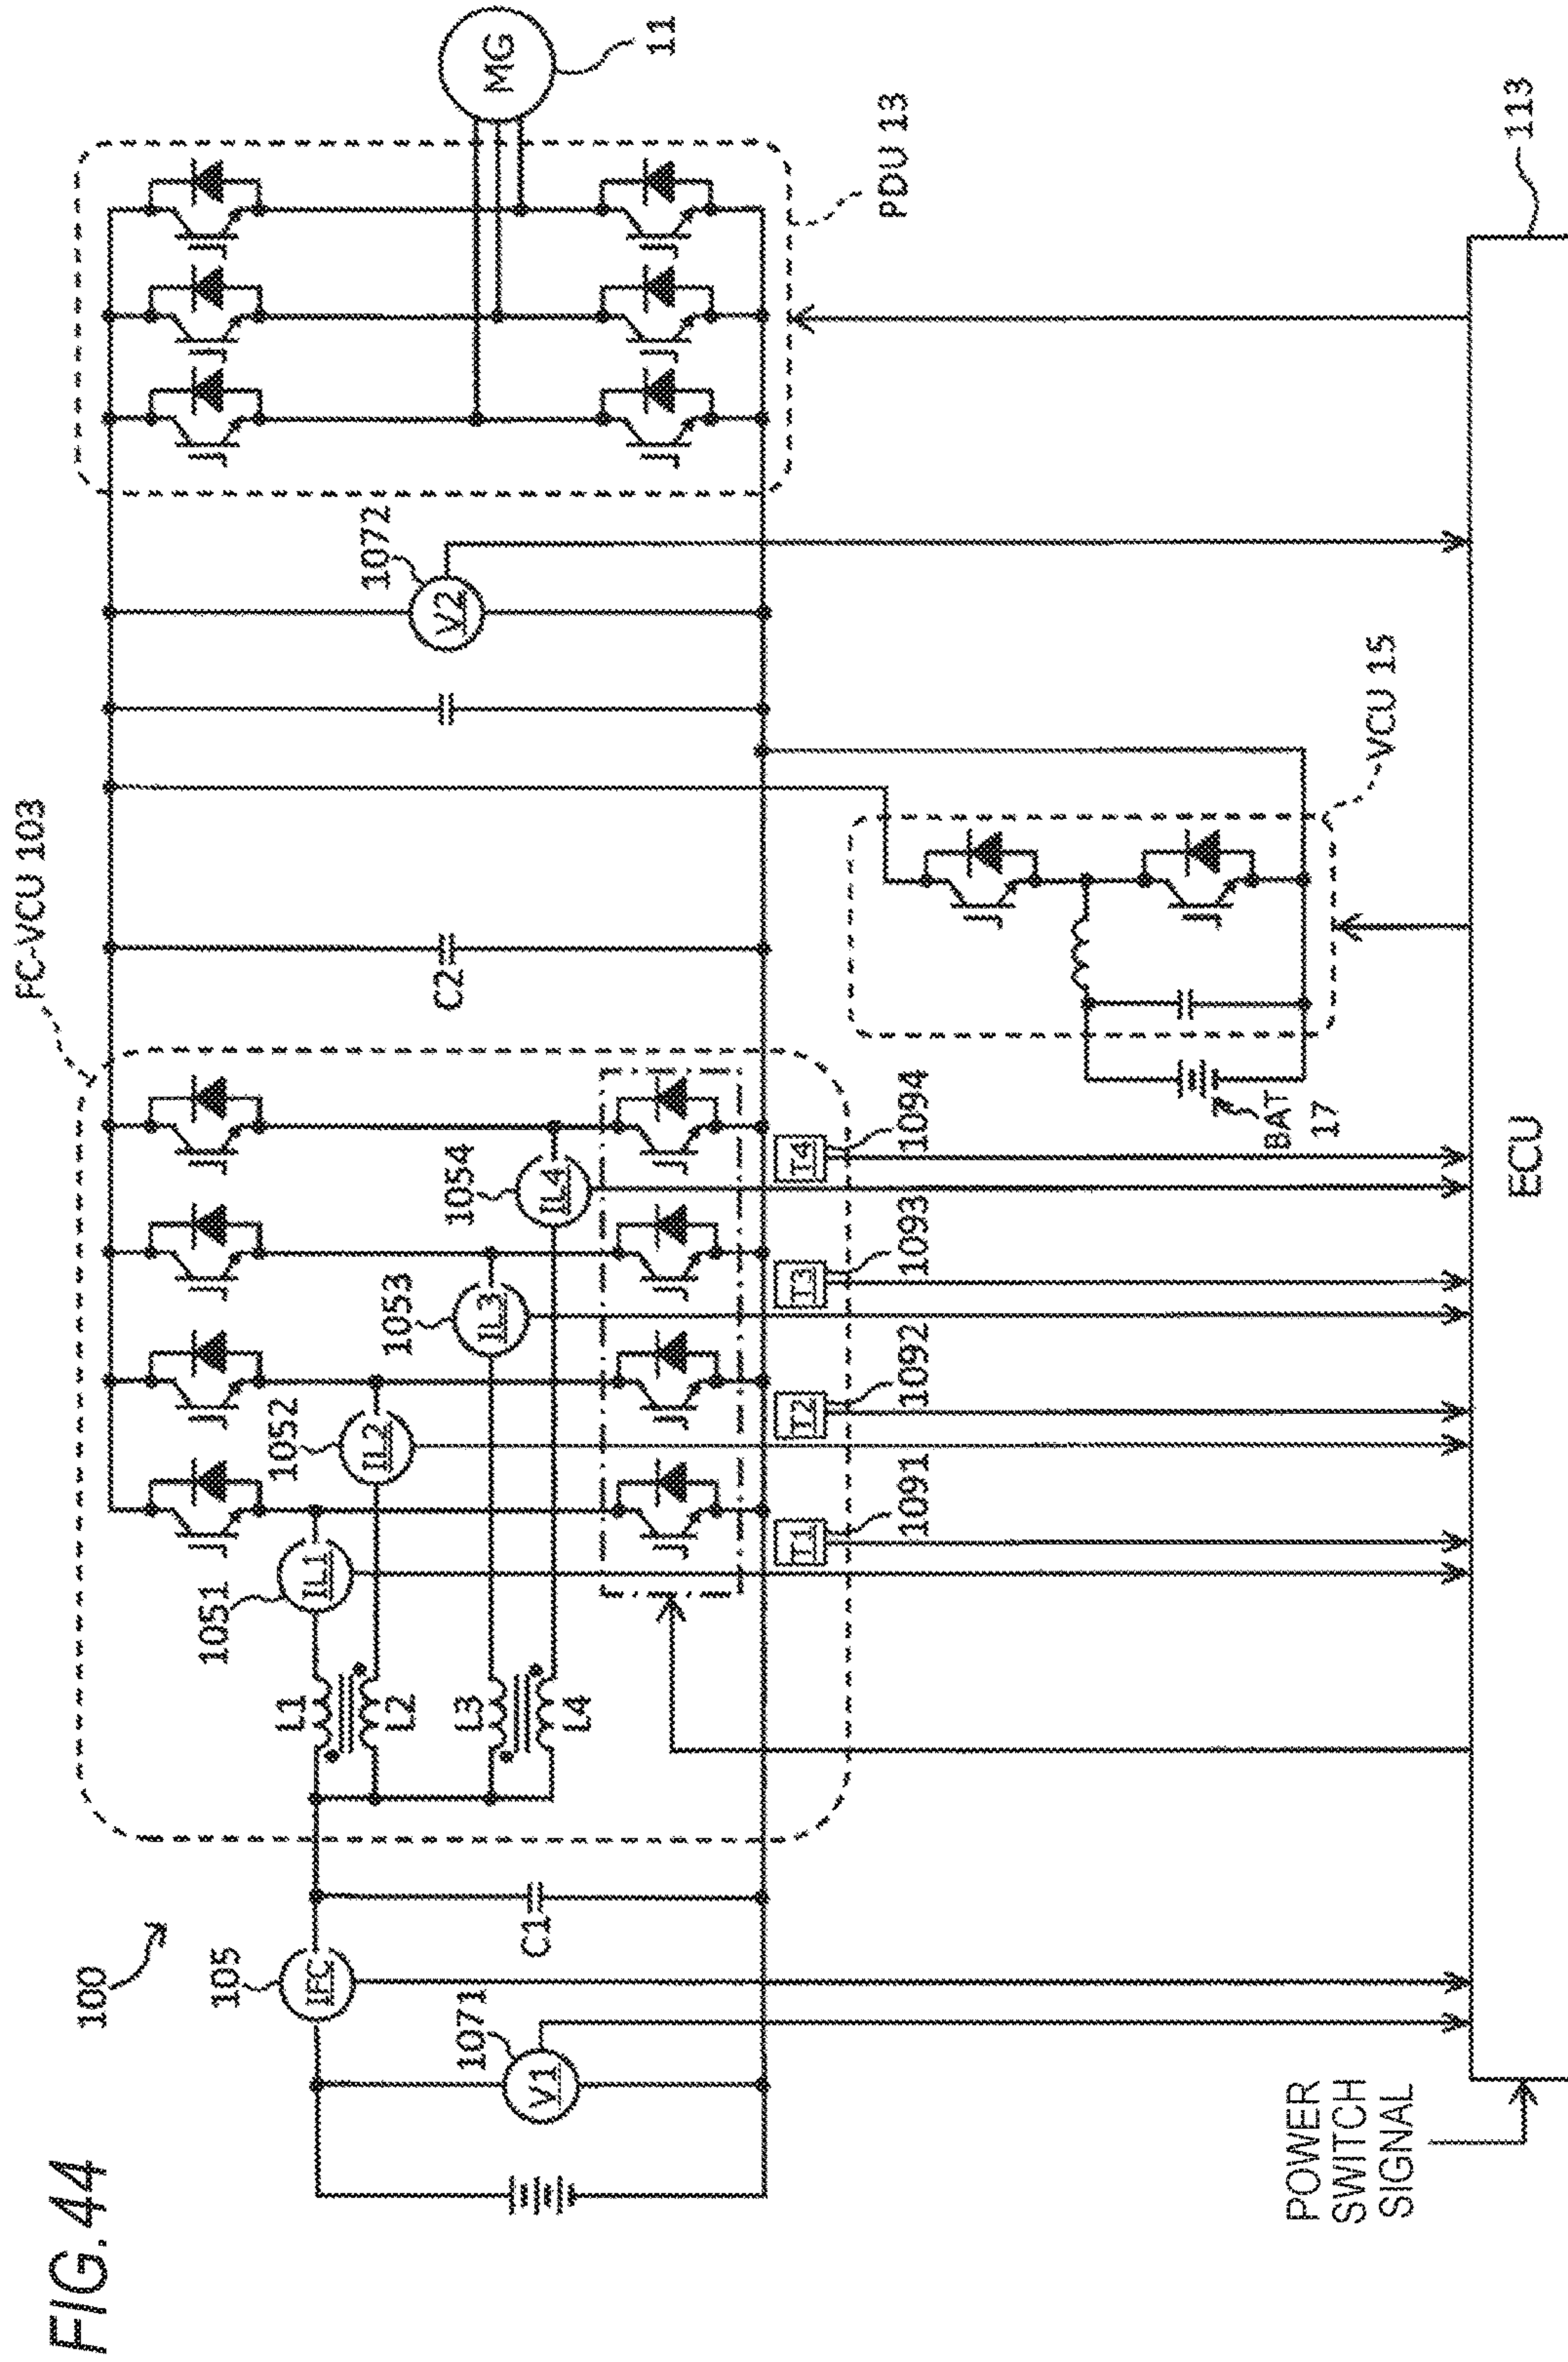 FIG. 44
100
FC-VCU 103
105
IFC
1071
V1
C1
L1
L2
L3
L4
1051
IL1
1052
IL2
1053
IL3
1054
IL4
T1
1091
T2
1092
T3
1093
T4
1094
C2
1072
V2
MG
11
PDU 13
VCU 15
BAT
17
POWER
SWITCH
SIGNAL
ECU
113